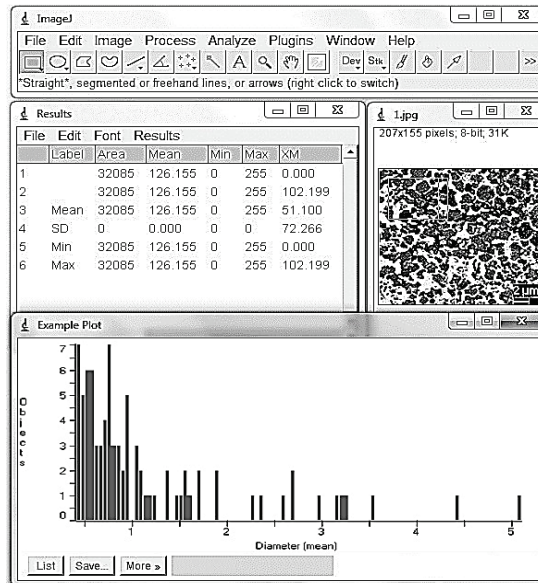 ImageJ
File Edit Image Process Analyze Plugins Window Help
Dev Stk >>
*Straight*, segmented or freehand lines, or arrows (right click to switch)
Results
File Edit Font Results
Label Area Mean Min Max XM
1 32085 126.155 0 255 0.000
2 32085 126.155 0 255 102.199
3 Mean 32085 126.155 0 255 51.100
4 SD 0 0.000 0 0 72.266
5 Min 32085 126.155 0 255 0.000
6 Max 32085 126.155 0 255 102.199
1.jpg
207x155 pixels; 8-bit; 31K
2 µm
Example Plot
7
6
5
4
3
2
1
0
Objects
1 2 3 4 5
Diameter (mean)
List Save... More »